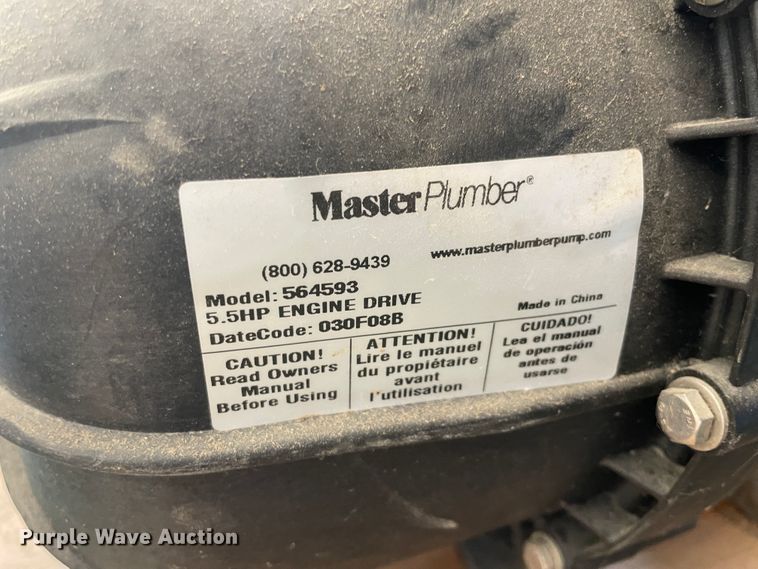 Master Plumber®
(800) 628-9439
www.masterplumberpump.com
Model: 564593
5.5HP ENGINE DRIVE
Made in China
DateCode: 030F08B
CAUTION!
Read Owners
Manual
Before Using
ATTENTION!
Lire le manuel
du propiétaire
avant
l'utilisation
CUIDADO!
Lea el manual
de operación
antes de
usarse
Purple Wave Auction